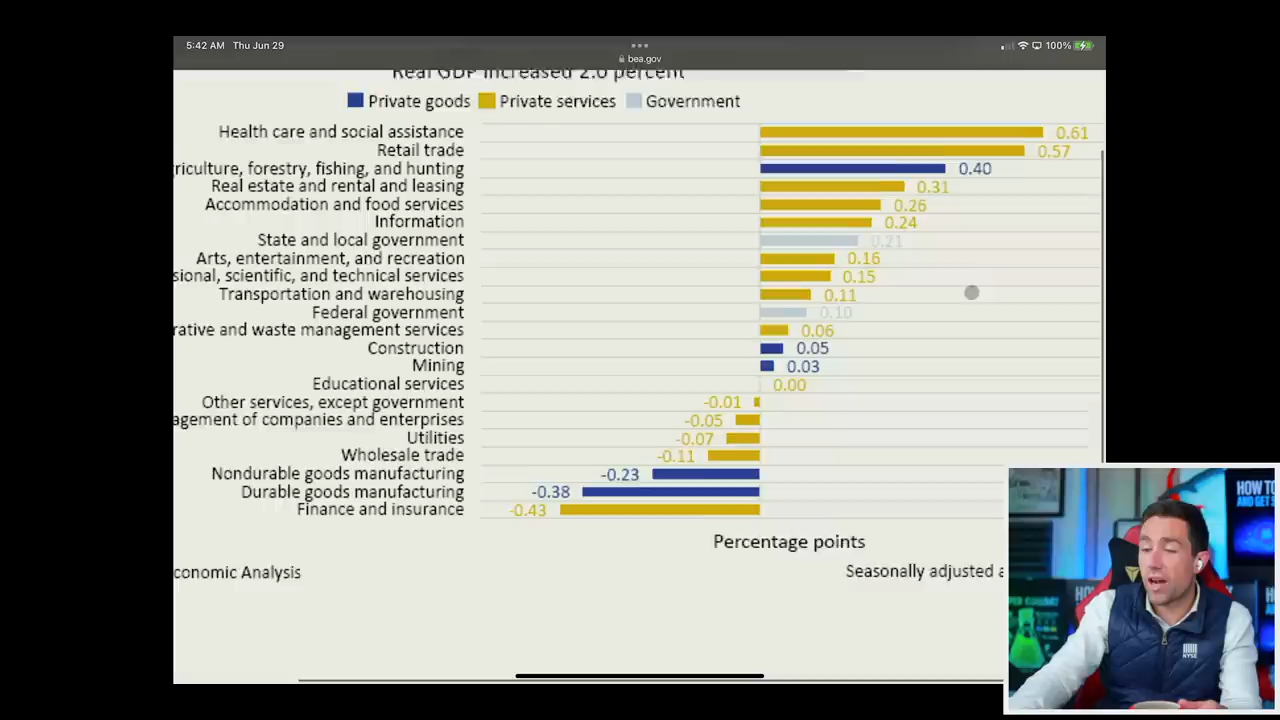 5:42 AM Thu Jun 29
100%
bea.gov
Real GDP increased 2.0 percent
Private goods Private services Government
Health care and social assistance 0.61
Retail trade 0.57
riculture, forestry, fishing, and hunting 0.40
Real estate and rental and leasing 0.31
Accommodation and food services 0.26
Information 0.24
State and local government 0.21
Arts, entertainment, and recreation 0.16
sional, scientific, and technical services 0.15
Transportation and warehousing 0.11
Federal government 0.10
rative and waste management services 0.06
Construction 0.05
Mining 0.03
Educational services 0.00
Other services, except government -0.01
agement of companies and enterprises -0.05
Utilities -0.07
Wholesale trade -0.11
Nondurable goods manufacturing -0.23
Durable goods manufacturing -0.38
Finance and insurance -0.43
Percentage points
conomic Analysis
Seasonally adjusted a
HOW TO
AND GET
NYSE